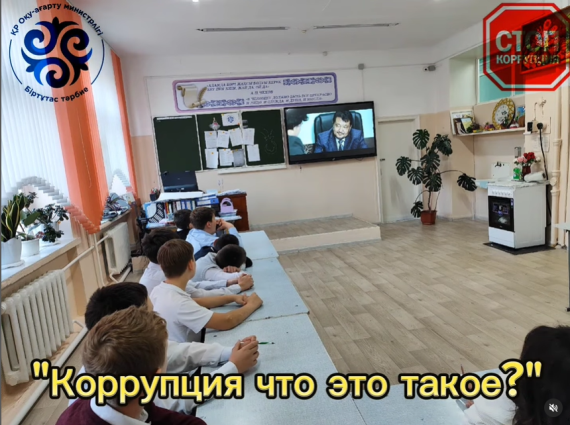 ҚР Оқу-ағарту министрлігі
Біртұтас тәрбие
СТОП
КОРРУПЦИЯ
"Коррупция что это такое?"